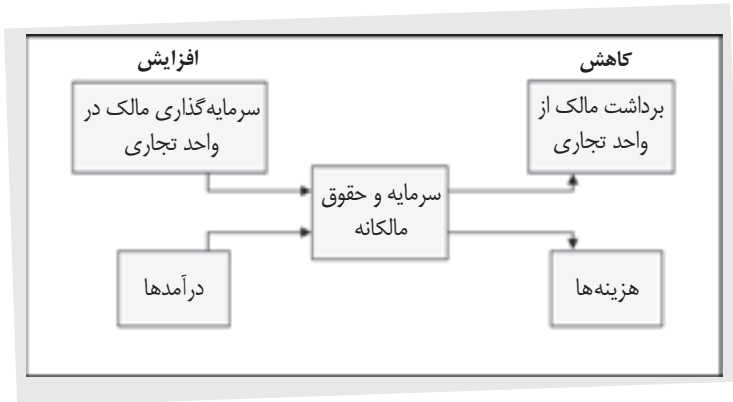 افزایش
کاهش
سرمایه‌گذاری مالک در
واحد تجاری
برداشت مالک از
واحد تجاری
سرمایه و حقوق
مالکانه
درآمدها
هزینه‌ها